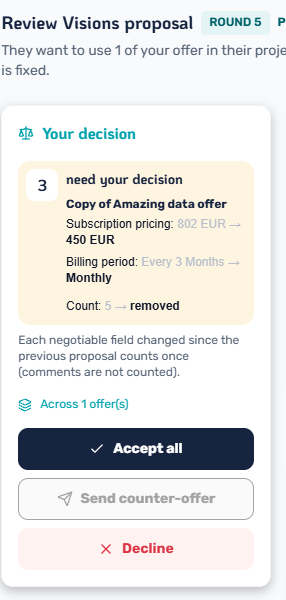 Review Visions proposal ROUND 5 P
They want to use 1 of your offer in their proje
is fixed.
Your decision
3 need your decision
Copy of Amazing data offer
Subscription pricing: 802 EUR →
450 EUR
Billing period: Every 3 Months →
Monthly
Count: 5 → removed
Each negotiable field changed since the
previous proposal counts once
(comments are not counted).
Across 1 offer(s)
Accept all
Send counter-offer
Decline